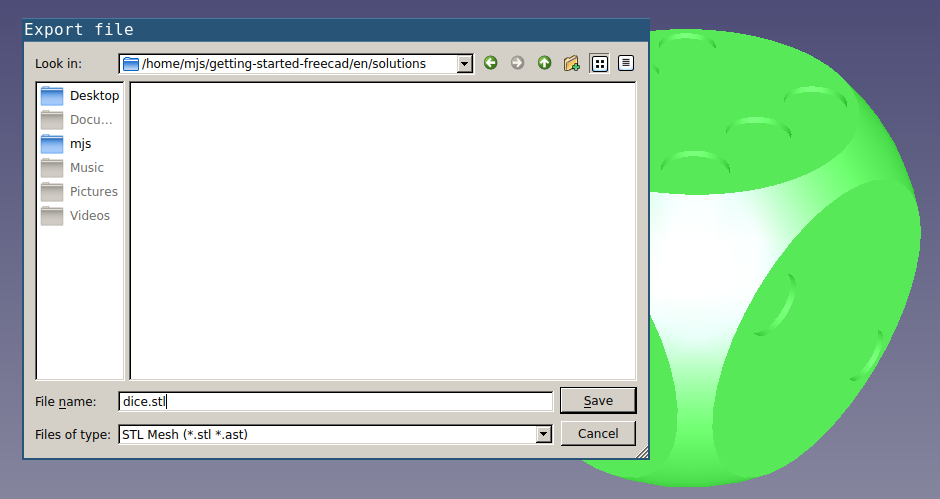 Export file
Look in: /home/mjs/getting-started-freecad/en/solutions
Desktop
Docu...
mjs
Music
Pictures
Videos
File name: dice.stl Save
Files of type: STL Mesh (*.stl *.ast) Cancel